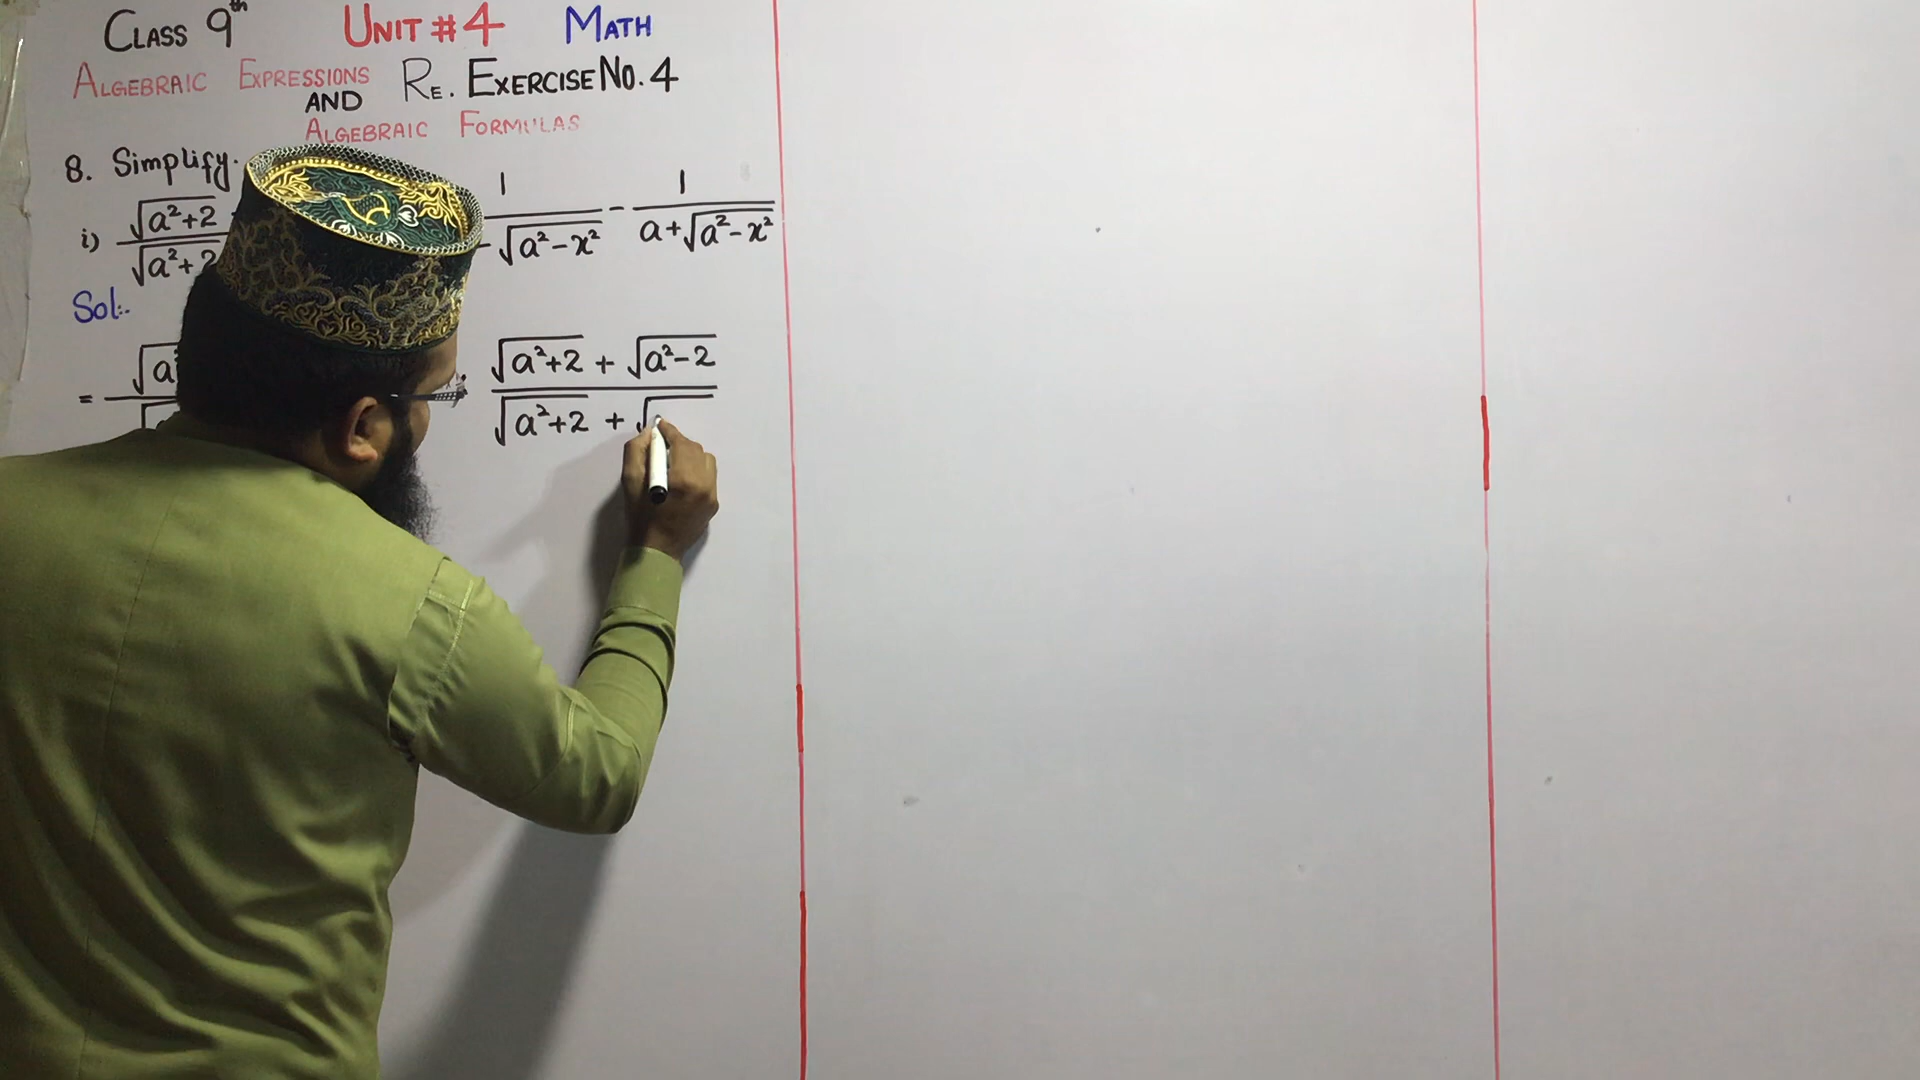 CLASS 9th UNIT #4 MATH
ALGEBRAIC EXPRESSIONS RE. EXERCISE NO. 4
AND
ALGEBRAIC FORMULAS
8. Simplify.
i) √(a²+2) / √(a²+2 1 / - √(a²-x²) - 1 / a+√(a²-x²)
Sol:.
= √a / √a . √(a²+2) + √(a²-2) / √(a²+2) + √